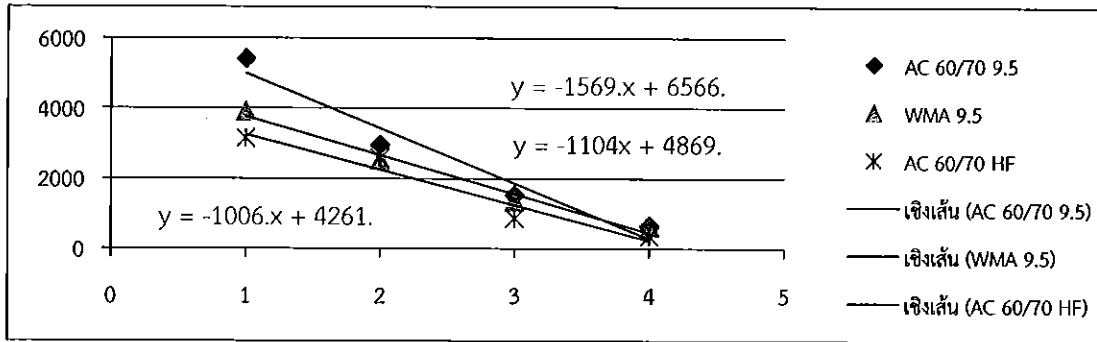 6000
4000
2000
0
0 1 2 3 4 5
y = -1569.x + 6566.
y = -1104x + 4869.
y = -1006.x + 4261.
AC 60/70 9.5
WMA 9.5
AC 60/70 HF
เชิงเส้น (AC 60/70 9.5)
เชิงเส้น (WMA 9.5)
เชิงเส้น (AC 60/70 HF)